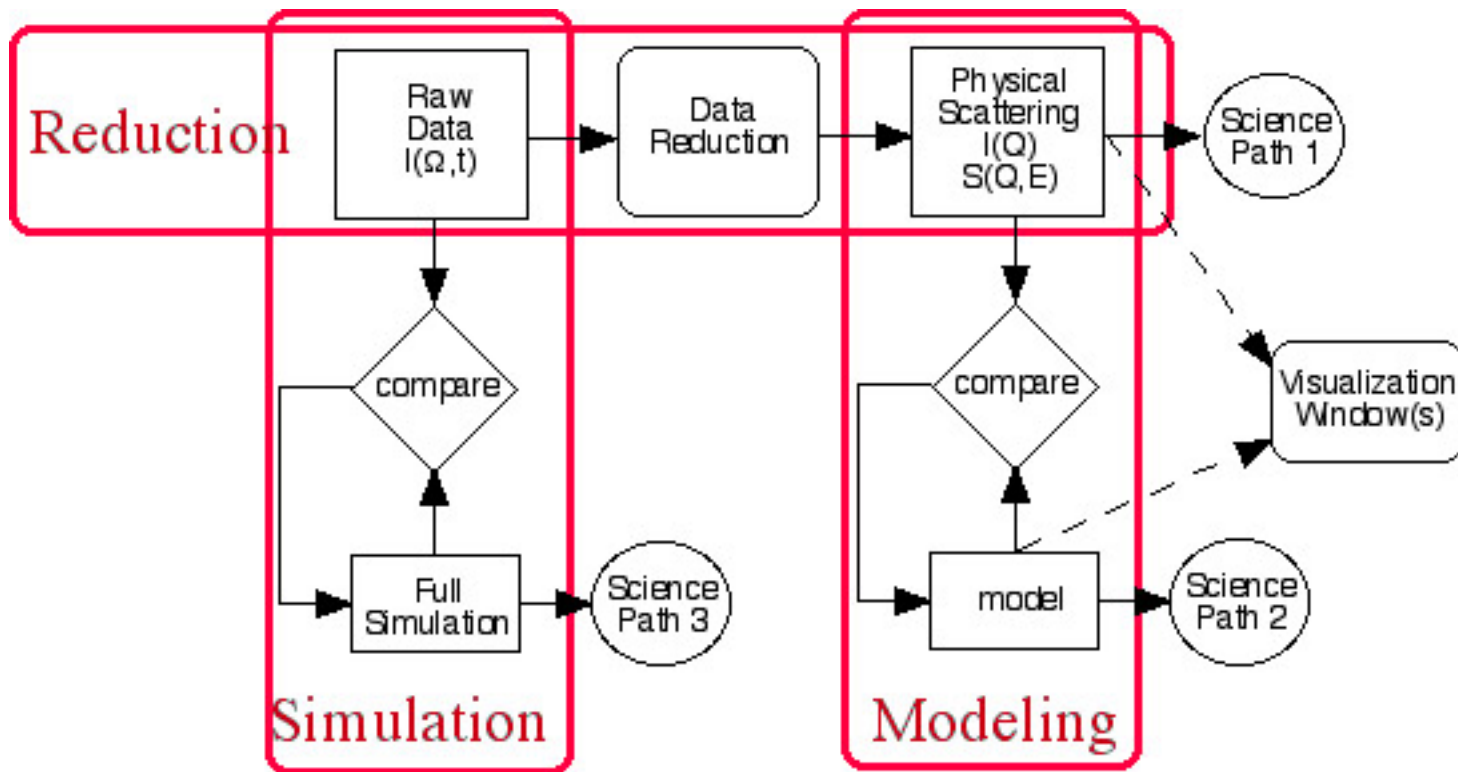 Reduction
Raw
Data
I(Ω,t)
Data
Reduction
Physical
Scattering
I(Q)
S(Q,E)
Science
Path 1
compare
compare
Visualization
Window(s)
Full
Simulation
Science
Path 3
model
Science
Path 2
Simulation
Modeling